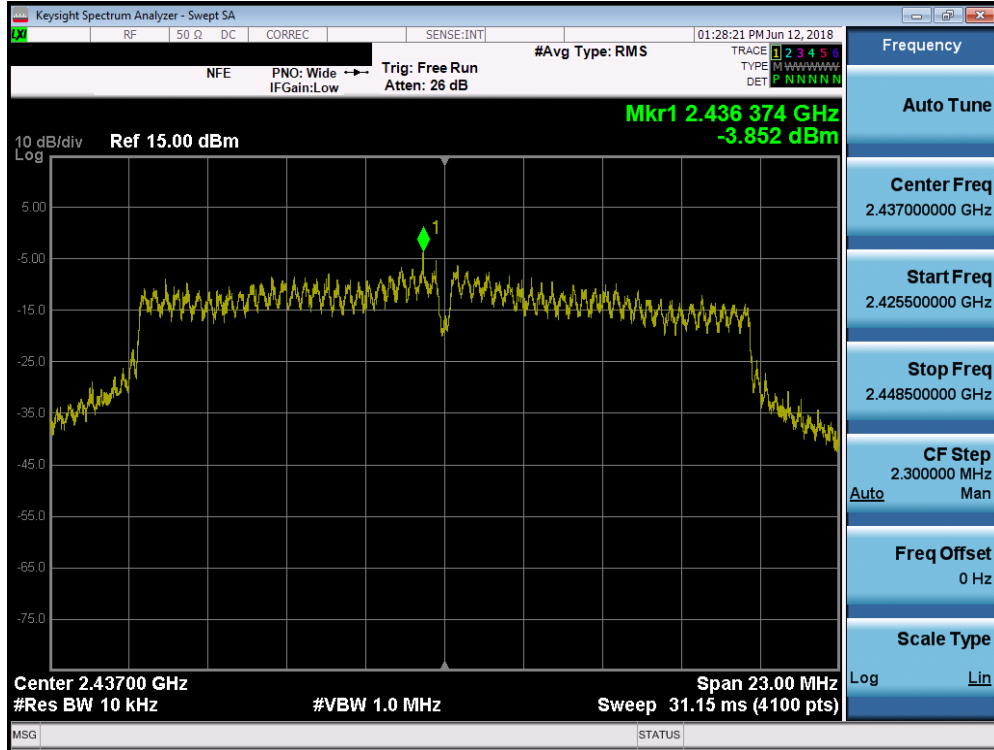 Keysight Spectrum Analyzer - Swept SA
LXI RF 50 Ω DC CORREC SENSE:INT 01:28:21 PM Jun 12, 2018
NFE PNO: Wide Trig: Free Run #Avg Type: RMS TRACE 1 2 3 4 5 6
IFGain:Low Atten: 26 dB TYPE M WWWWW
DET P N N N N N
Mkr1 2.436 374 GHz
-3.852 dBm
10 dB/div Ref 15.00 dBm
Log
1
5.00
-5.00
-15.0
-25.0
-35.0
-45.0
-55.0
-65.0
-75.0
Center 2.43700 GHz Span 23.00 MHz
#Res BW 10 kHz #VBW 1.0 MHz Sweep 31.15 ms (4100 pts)
MSG STATUS
Frequency
Auto Tune
Center Freq
2.437000000 GHz
Start Freq
2.425500000 GHz
Stop Freq
2.448500000 GHz
CF Step
2.300000 MHz
Auto Man
Freq Offset
0 Hz
Scale Type
Log Lin